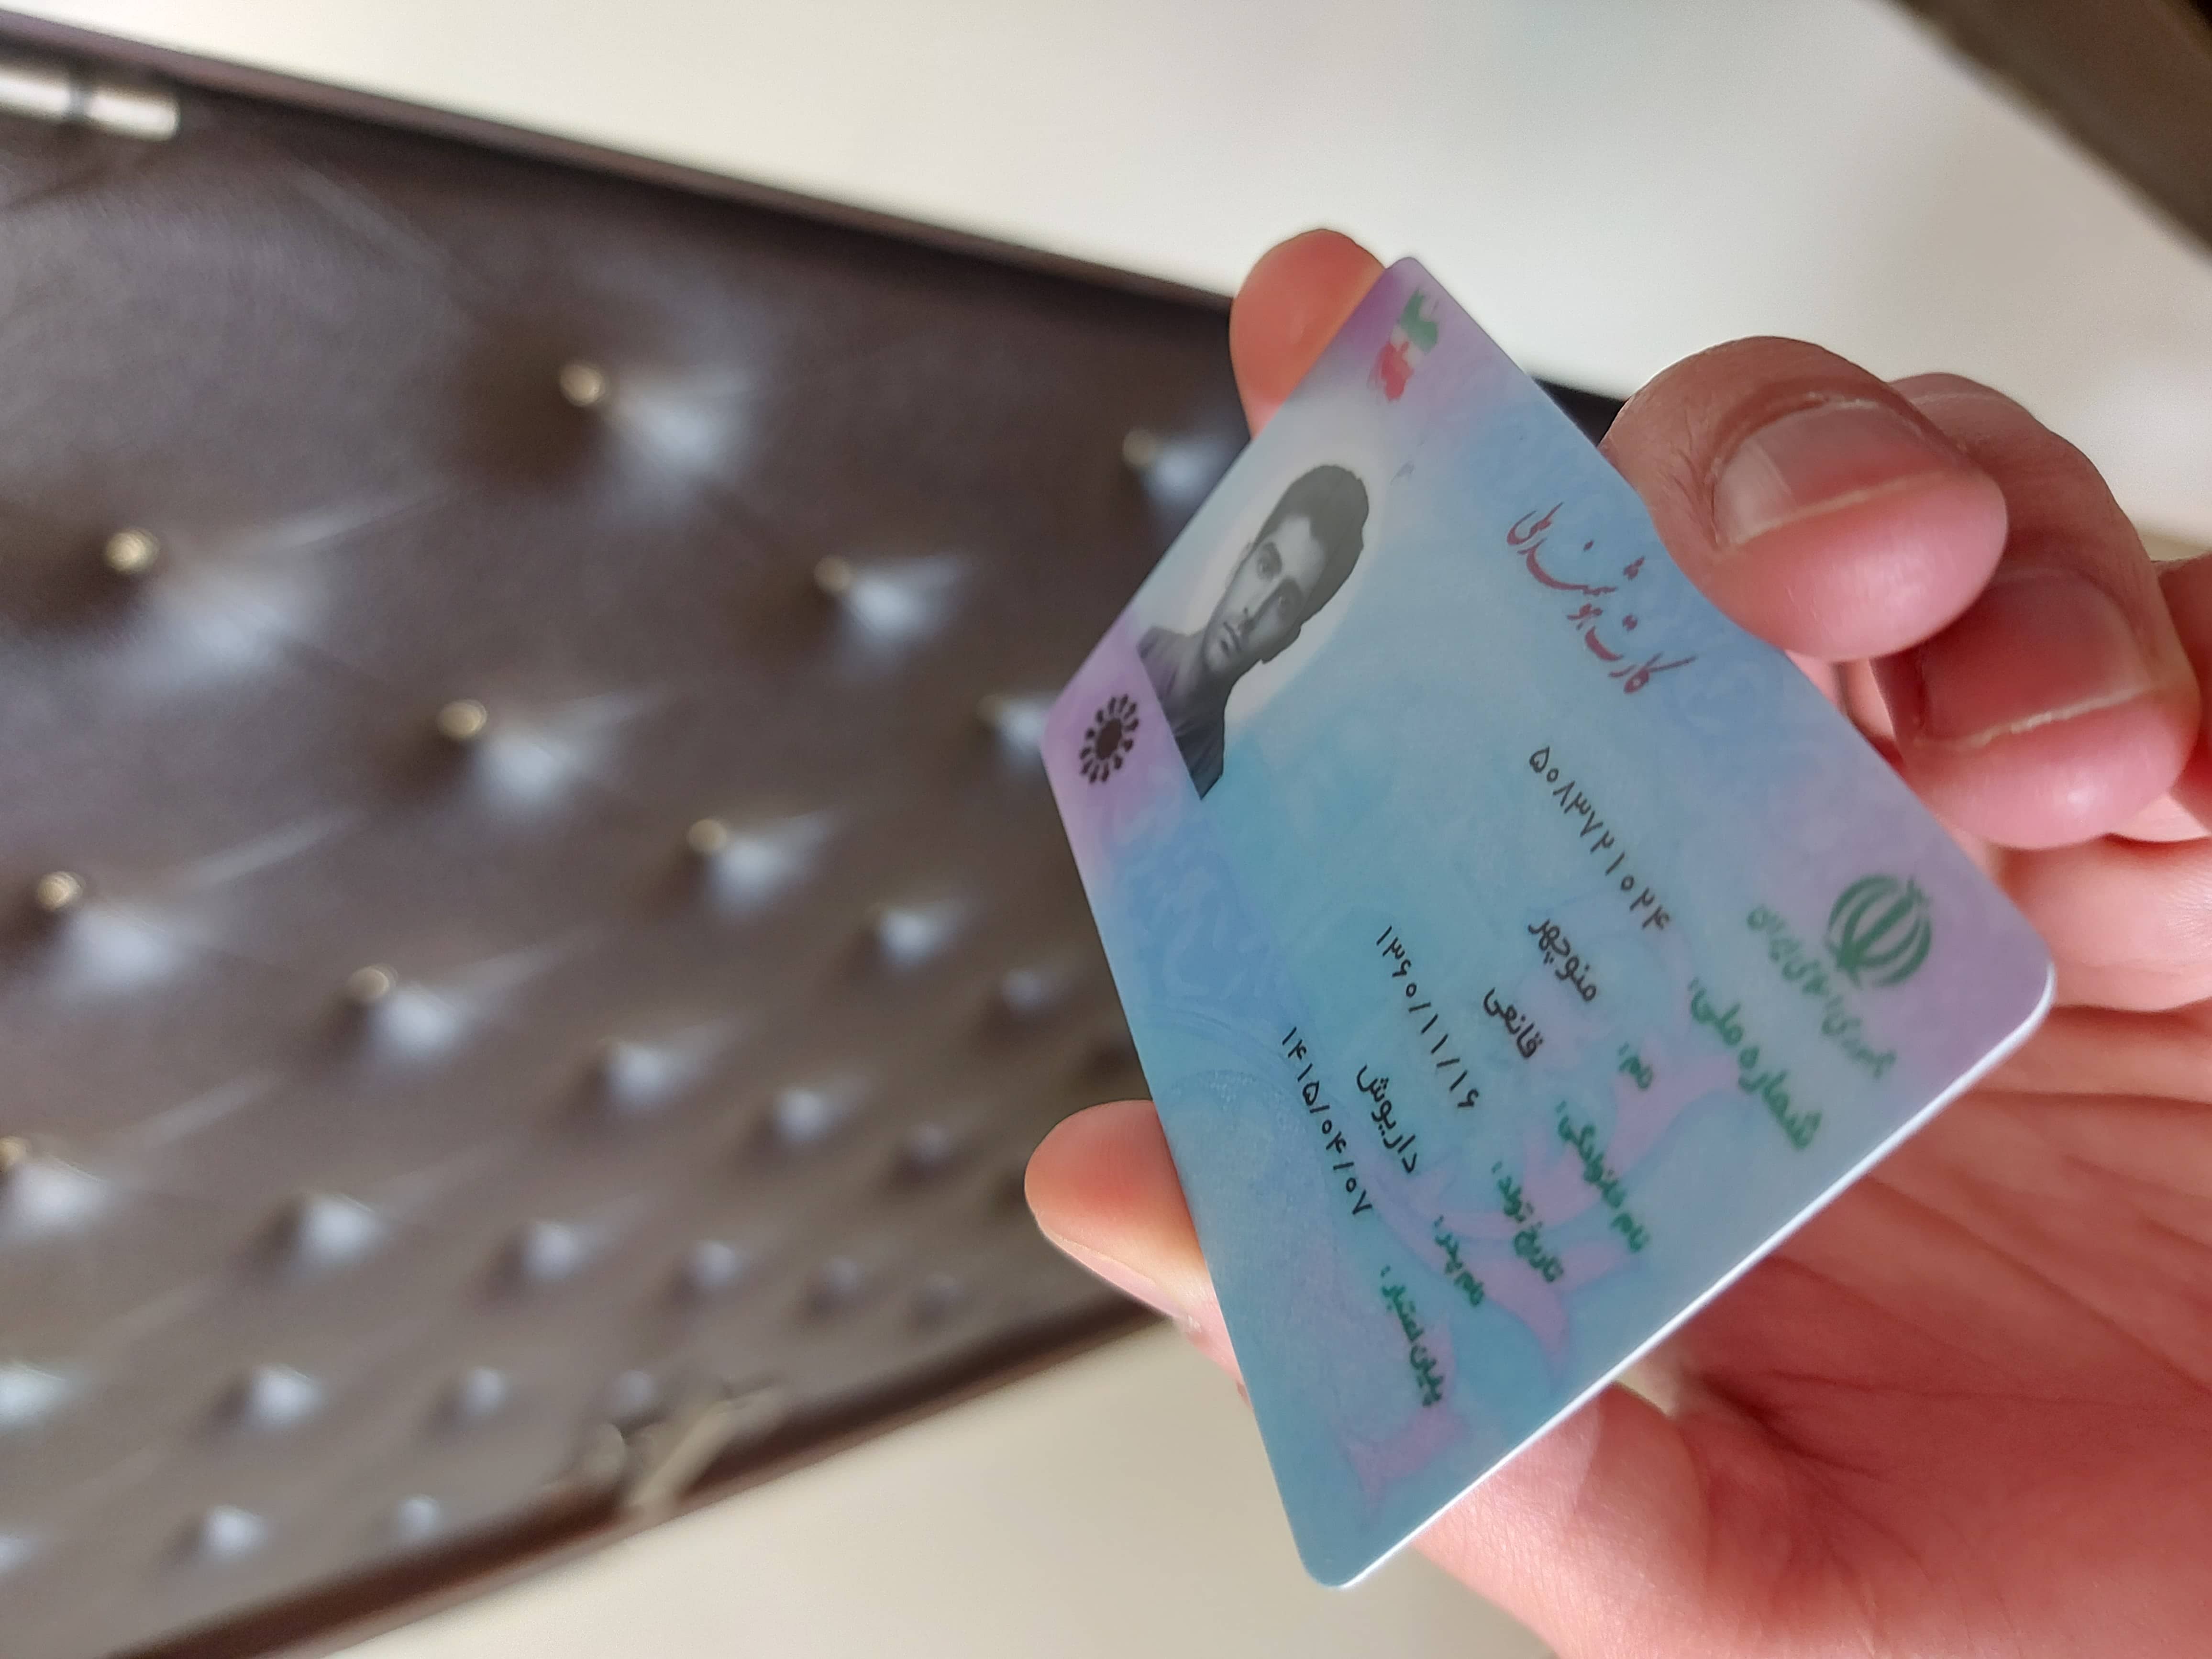 جمهوری اسلامی ایران
کارت هوشمند ملی
شماره ملی: ۵۰۸۳۷۲۱۰۲۴
نام: منوچهر
نام خانوادگی: قانعی
تاریخ تولد: ۱۳۶۰/۱۱/۱۶
نام پدر: داریوش
پایان اعتبار: ۱۴۱۵/۰۴/۰۷